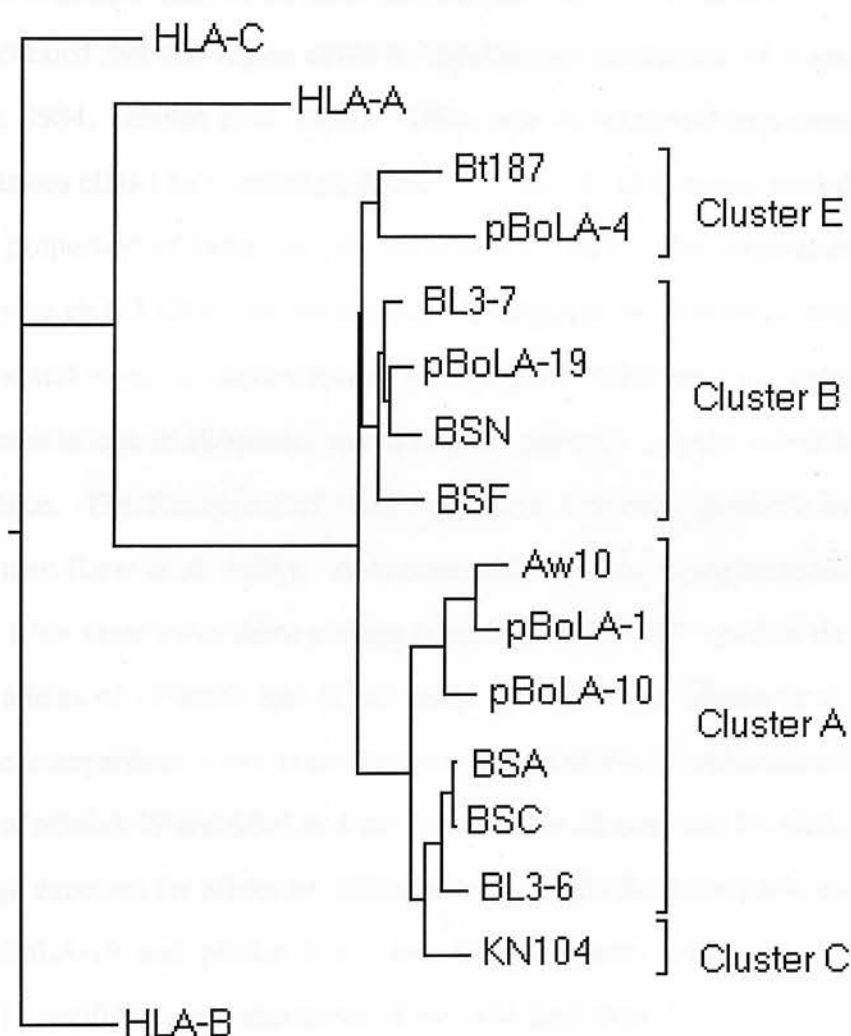 HLA-C
HLA-A
Bt187
pBoLA-4
Cluster E
BL3-7
pBoLA-19
BSN
BSF
Cluster B
Aw10
pBoLA-1
pBoLA-10
BSA
BSC
BL3-6
Cluster A
KN104
Cluster C
HLA-B